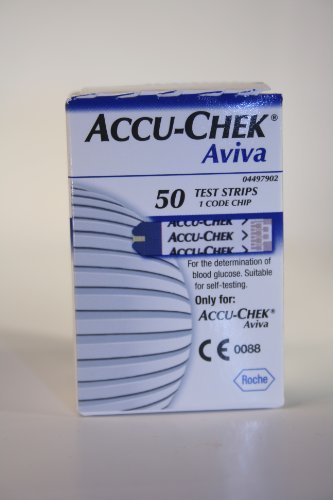 ACCU-CHEK®
Aviva
04497902
50 TEST STRIPS
1 CODE CHIP
ACCU-CHEK
ACCU-CHEK
ACCU-CHEK
For the determination of
blood glucose. Suitable
for self-testing.
Only for:
ACCU-CHEK®
Aviva
CE 0088
Roche